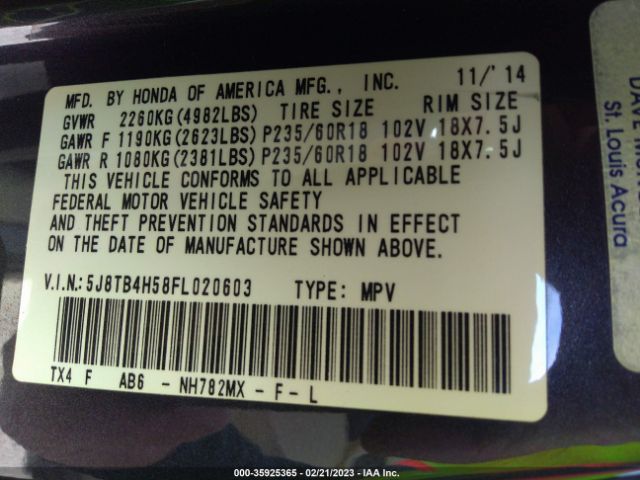 MFD. BY HONDA OF AMERICA MFG., INC. 11/'14
GVWR 2260KG(4982LBS) TIRE SIZE RIM SIZE
GAWR F 1190KG(2623LBS) P235/60R18 102V 18X7.5J
GAWR R 1080KG(2381LBS) P235/60R18 102V 18X7.5J
THIS VEHICLE CONFORMS TO ALL APPLICABLE
FEDERAL MOTOR VEHICLE SAFETY
AND THEFT PREVENTION STANDARDS IN EFFECT
ON THE DATE OF MANUFACTURE SHOWN ABOVE.
V.I.N.:5J8TB4H58FL020603 TYPE: MPV
TX4 F AB6 - NH782MX - F - L
DAVE
St. Louis Acura
000-35925365 - 02/21/2023 - IAA Inc.